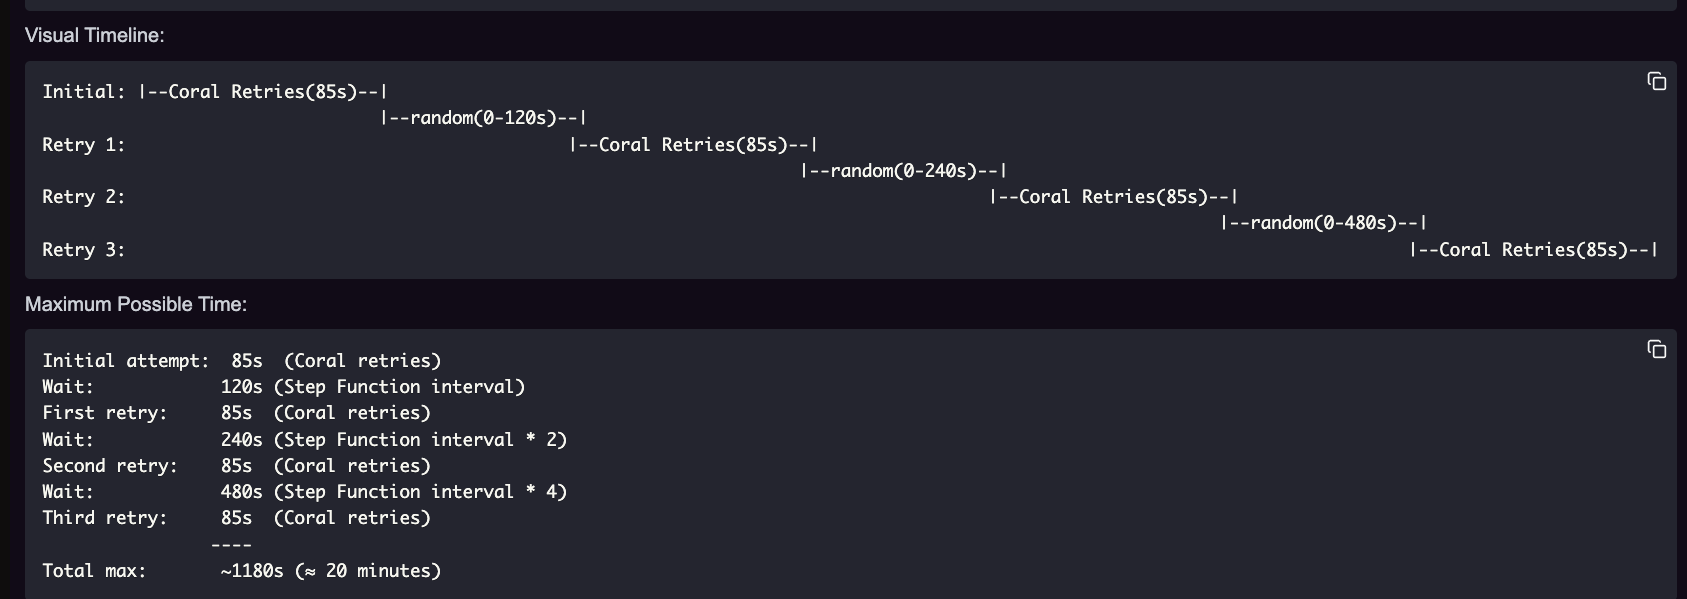 Visual Timeline:
Initial: |--Coral Retries(85s)--|
|--random(0-120s)--|
Retry 1: |--Coral Retries(85s)--|
|--random(0-240s)--|
Retry 2: |--Coral Retries(85s)--|
|--random(0-480s)--|
Retry 3: |--Coral Retries(85s)--|
Maximum Possible Time:
Initial attempt: 85s (Coral retries)
Wait: 120s (Step Function interval)
First retry: 85s (Coral retries)
Wait: 240s (Step Function interval * 2)
Second retry: 85s (Coral retries)
Wait: 480s (Step Function interval * 4)
Third retry: 85s (Coral retries)
----
Total max: ~1180s (≈ 20 minutes)